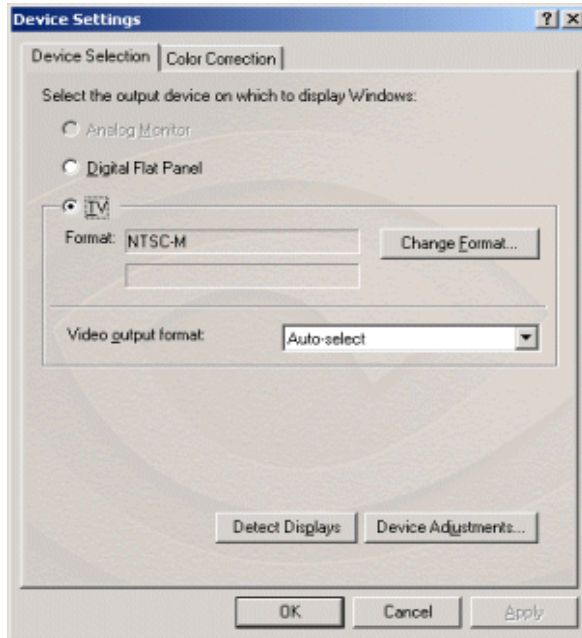 Device Settings
Device Selection Color Correction
Select the output device on which to display Windows:
Analog Monitor
Digital Flat Panel
TV
Format: NTSC-M Change Format...
Video output format: Auto-select
Detect Displays Device Adjustments...
OK Cancel Apply